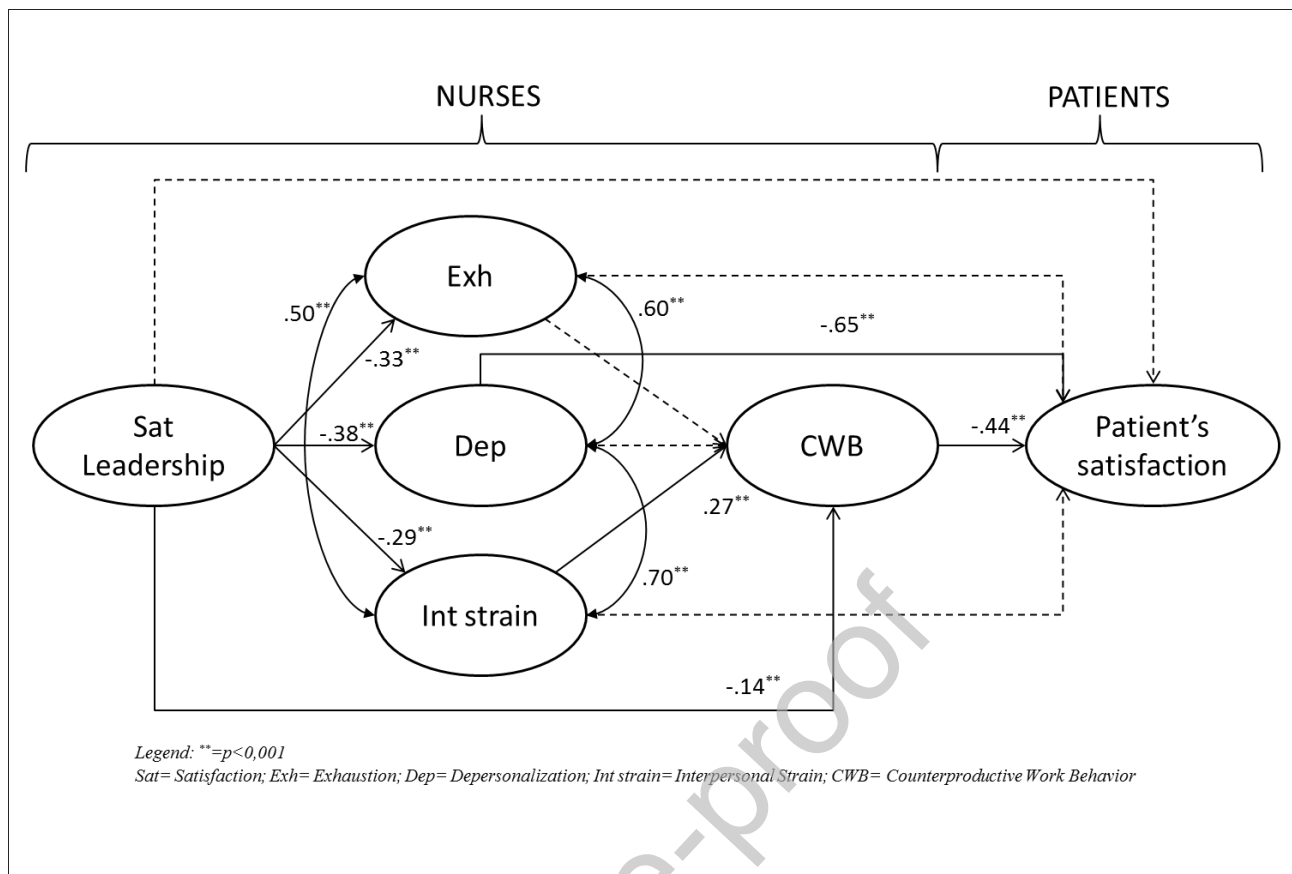 NURSES
PATIENTS
Exh
.50**
.60**
-.65**
-.33**
Sat
Leadership
-.38**
Dep
CWB
-.44**
Patient’s
satisfaction
.27**
-.29**
.70**
Int strain
-.14**
Legend: **=p<0,001
Sat= Satisfaction; Exh= Exhaustion; Dep= Depersonalization; Int strain= Interpersonal Strain; CWB= Counterproductive Work Behavior
e-proof